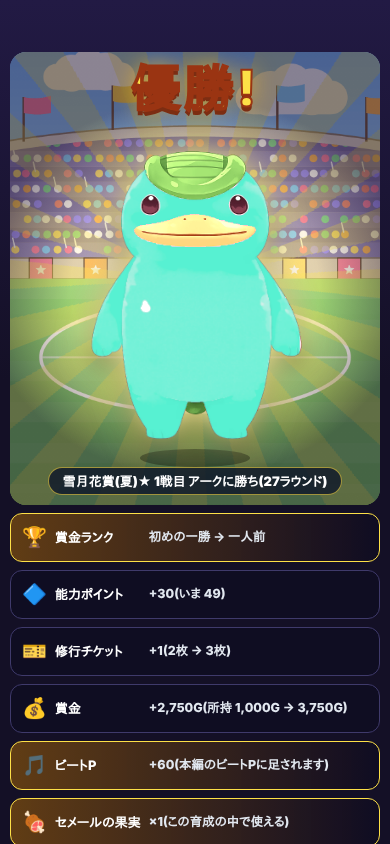 優勝!
雪月花賞(夏)★ 1戦目 アークに勝ち(27ラウンド)
賞金ランク 初めの一勝 → 一人前
能力ポイント +30(いま 49)
修行チケット +1(2枚 → 3枚)
賞金 +2,750G(所持 1,000G → 3,750G)
ビートP +60(本編のビートPに足されます)
セメールの果実 ×1(この育成の中で使える)